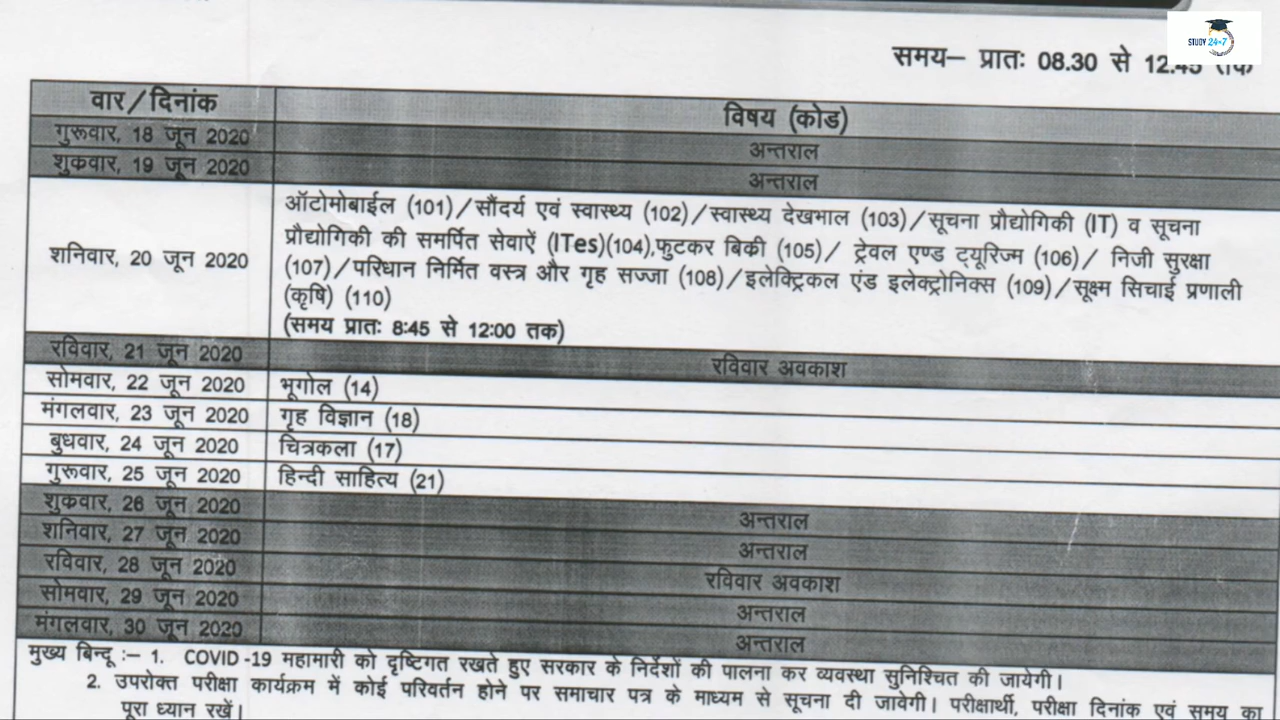 STUDY 24×7
समय– प्रातः 08.30 से 12.45 तक
वार/दिनांक विषय (कोड)
गुरूवार, 18 जून 2020 अन्तराल
शुक्रवार, 19 जून 2020 अन्तराल
शनिवार, 20 जून 2020
ऑटोमोबाईल (101)/सौंदर्य एवं स्वास्थ्य (102)/स्वास्थ्य देखभाल (103)/सूचना प्रौद्योगिकी (IT) व सूचना
प्रौद्योगिकी की समर्पित सेवाऐं (ITes)(104),फुटकर बिक्री (105)/ ट्रेवल एण्ड ट्यूरिज्म (106)/ निजी सुरक्षा
(107)/परिधान निर्मित वस्त्र और गृह सज्जा (108)/इलेक्ट्रिकल एंड इलेक्ट्रोनिक्स (109)/सूक्ष्म सिचाई प्रणाली
(कृषि) (110)
(समय प्रातः 8:45 से 12:00 तक)
रविवार, 21 जून 2020 रविवार अवकाश
सोमवार, 22 जून 2020 भूगोल (14)
मंगलवार, 23 जून 2020 गृह विज्ञान (18)
बुधवार, 24 जून 2020 चित्रकला (17)
गुरूवार, 25 जून 2020 हिन्दी साहित्य (21)
शुक्रवार, 26 जून 2020 अन्तराल
शनिवार, 27 जून 2020 अन्तराल
रविवार, 28 जून 2020 रविवार अवकाश
सोमवार, 29 जून 2020 अन्तराल
मंगलवार, 30 जून 2020 अन्तराल
मुख्य बिन्दू :– 1. COVID -19 महामारी को दृष्टिगत रखते हुए सरकार के निर्देशों की पालना कर व्यवस्था सुनिश्चित की जायेगी।
2. उपरोक्त परीक्षा कार्यक्रम में कोई परिवर्तन होने पर समाचार पत्र के माध्यम से सूचना दी जावेगी। परीक्षार्थी, परीक्षा दिनांक एवं समय का
पूरा ध्यान रखें।